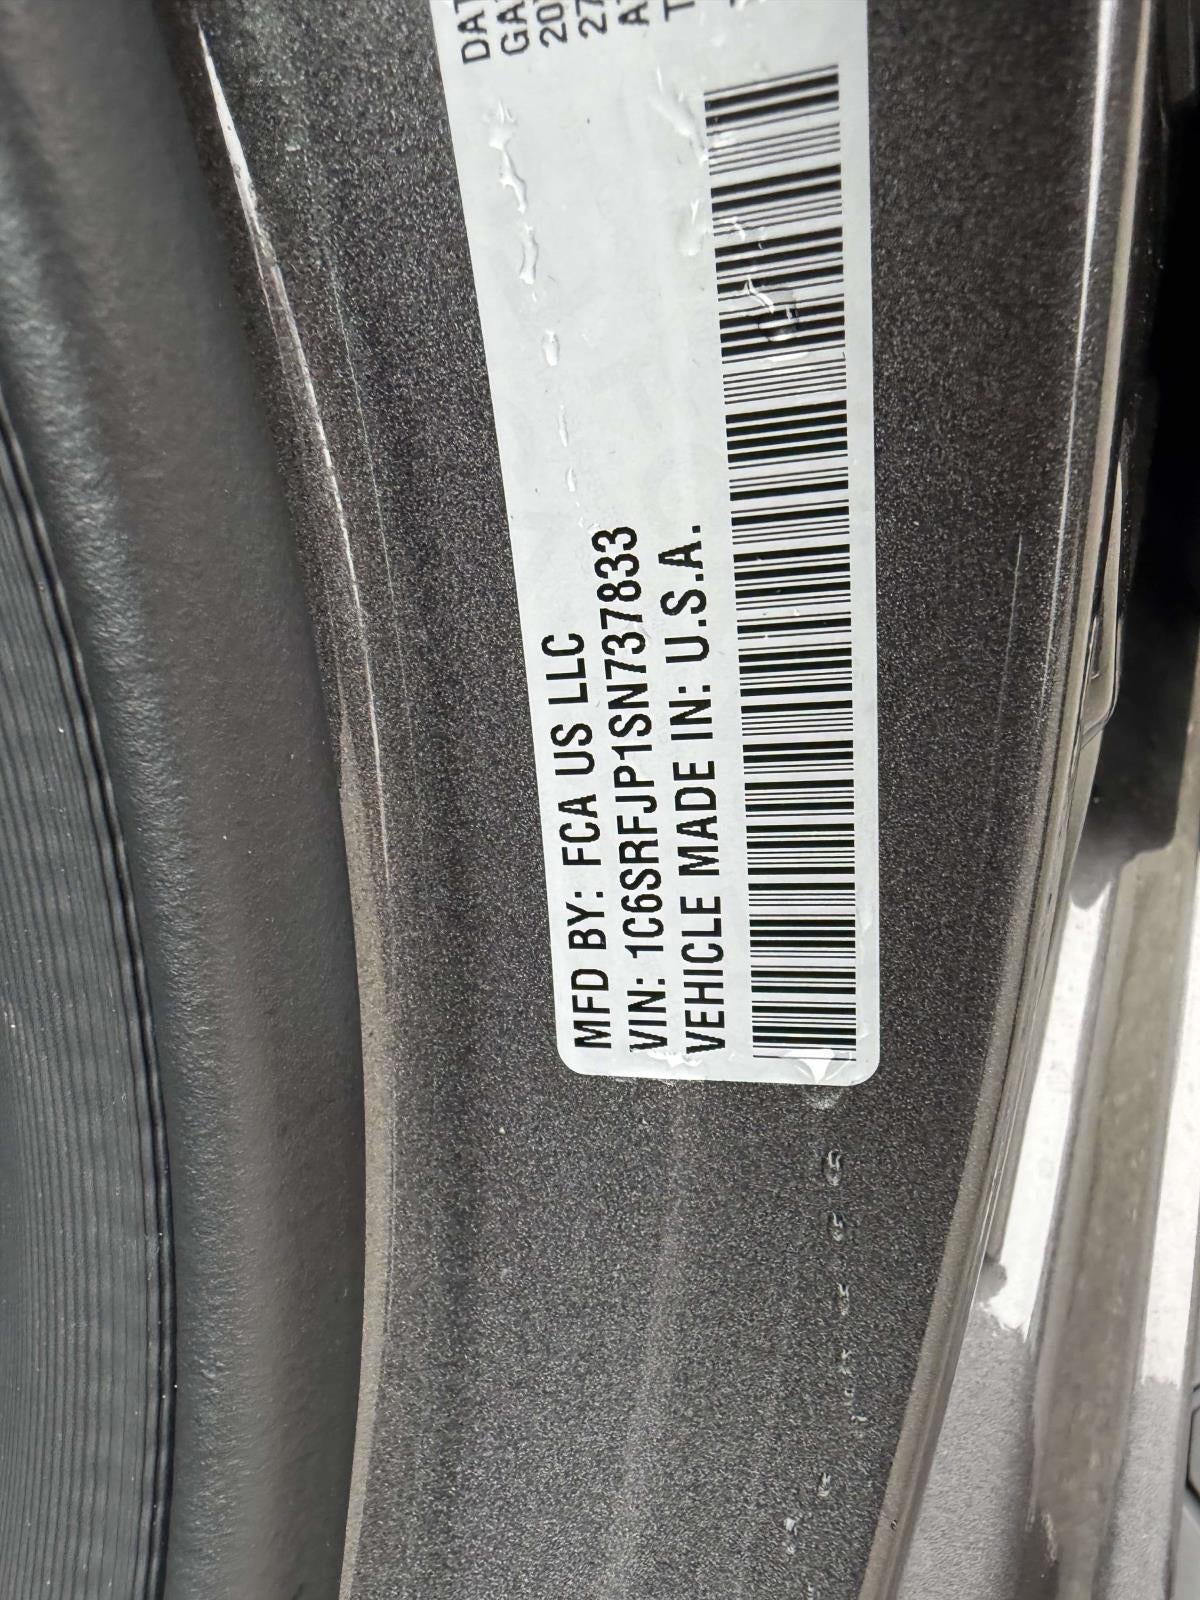 MFD BY: FCA US LLC
VIN: 1C6SRFJP1SN737833
VEHICLE MADE IN: U.S.A.